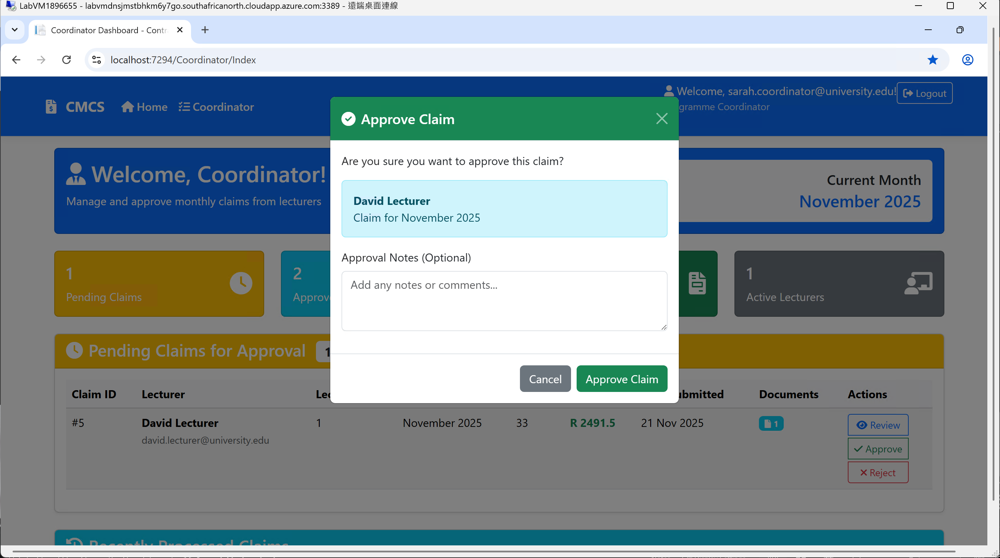 LabVM1896655 - labvmdnsjmstbhkm6y7go.southafricanorth.cloudapp.azure.com:3389 - 遠端桌面連線
Coordinator Dashboard - Contr
localhost:7294/Coordinator/Index
Welcome, sarah.coordinator@university.edu!
Logout
CMCS Home Coordinator
gramme Coordinator
Approve Claim
Are you sure you want to approve this claim?
David Lecturer
Claim for November 2025
Approval Notes (Optional)
Add any notes or comments...
Cancel Approve Claim
Welcome, Coordinator!
Manage and approve monthly claims from lecturers
Current Month
November 2025
1
Pending Claims
2
Approv
1
Active Lecturers
Pending Claims for Approval 1
Claim ID Lecturer Lec ubmitted Documents Actions
#5 David Lecturer 1 November 2025 33 R 2491.5 21 Nov 2025 1 Review
david.lecturer@university.edu
Approve
Reject
Recently Processed Claims